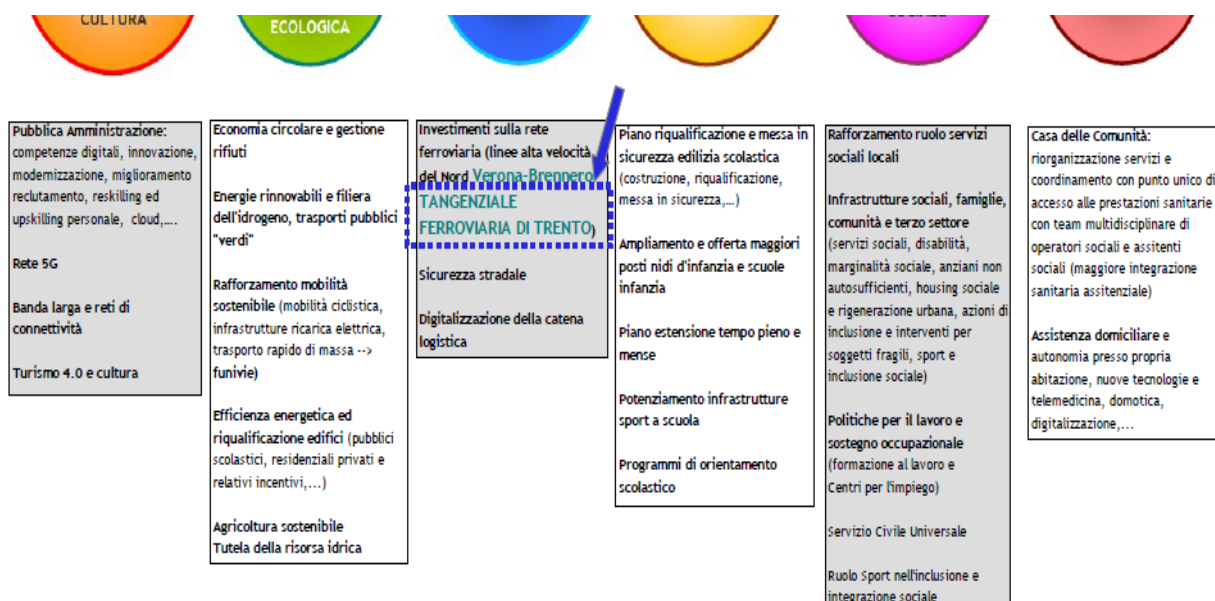 CULTURA
ECOLOGICA
Pubblica Amministrazione:
competenze digitali, innovazione,
modernizzazione, miglioramento
reclutamento, reskilling ed
upskilling personale, cloud,....
Rete 5G
Banda larga e reti di
connettività
Turismo 4.0 e cultura
Economia circolare e gestione
rifiuti
Energie rinnovabili e filiera
dell'idrogeno, trasporti pubblici
"verdi"
Rafforzamento mobilità
sostenibile (mobilità ciclistica,
infrastrutture ricarica elettrica,
trasporto rapido di massa -->
funivie)
Efficienza energetica ed
riqualificazione edifici (pubblici
scolastici, residenziali privati e
relativi incentivi,...)
Agricoltura sostenibile
Tutela della risorsa idrica
Investimenti sulla rete
ferroviaria (linee alta velocità
del Nord Verona-Brennero
TANGENZIALE
FERROVIARIA DI TRENTO)
Sicurezza stradale
Digitalizzazione della catena
logistica
Piano riqualificazione e messa in
sicurezza edilizia scolastica
(costruzione, riqualificazione,
messa in sicurezza,…)
Ampliamento e offerta maggiori
posti nidi d'infanzia e scuole
infanzia
Piano estensione tempo pieno e
mense
Potenziamento infrastrutture
sport a scuola
Programmi di orientamento
scolastico
Rafforzamento ruolo servizi
sociali locali
Infrastrutture sociali, famiglie,
comunità e terzo settore
(servizi sociali, disabilità,
marginalità sociale, anziani non
autosufficienti, housing sociale
e rigenerazione urbana, azioni di
inclusione e interventi per
soggetti fragili, sport e
inclusione sociale)
Politiche per il lavoro e
sostegno occupazionale
(formazione al lavoro e
Centri per l'impiego)
Servizio Civile Universale
Ruolo Sport nell'inclusione e
integrazione sociale
Casa delle Comunità:
riorganizzazione servizi e
coordinamento con punto unico di
accesso alle prestazioni sanitarie
con team multidisciplinare di
operatori sociali e assitenti
sociali (maggiore integrazione
sanitaria assitenziale)
Assistenza domiciliare e
autonomia presso propria
abitazione, nuove tecnologie e
telemedicina, domotica,
digitalizzazione,...